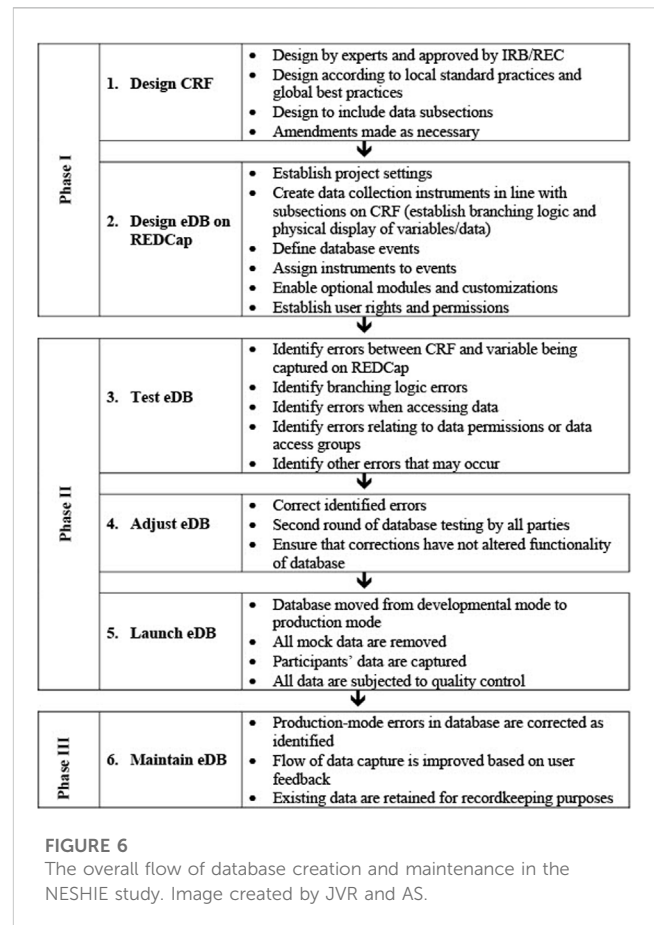 Phase I
1. Design CRF
• Design by experts and approved by IRB/REC
• Design according to local standard practices and
global best practices
• Design to include data subsections
• Amendments made as necessary
2. Design eDB on
REDCap
• Establish project settings
• Create data collection instruments in line with
subsections on CRF (establish branching logic and
physical display of variables/data)
• Define database events
• Assign instruments to events
• Enable optional modules and customizations
• Establish user rights and permissions
Phase II
3. Test eDB
• Identify errors between CRF and variable being
captured on REDCap
• Identify branching logic errors
• Identify errors when accessing data
• Identify errors relating to data permissions or data
access groups
• Identify other errors that may occur
4. Adjust eDB
• Correct identified errors
• Second round of database testing by all parties
• Ensure that corrections have not altered functionality
of database
5. Launch eDB
• Database moved from developmental mode to
production mode
• All mock data are removed
• Participants' data are captured
• All data are subjected to quality control
Phase III
6. Maintain eDB
• Production-mode errors in database are corrected as
identified
• Flow of data capture is improved based on user
feedback
• Existing data are retained for recordkeeping purposes
FIGURE 6
The overall flow of database creation and maintenance in the
NESHIE study. Image created by JVR and AS.